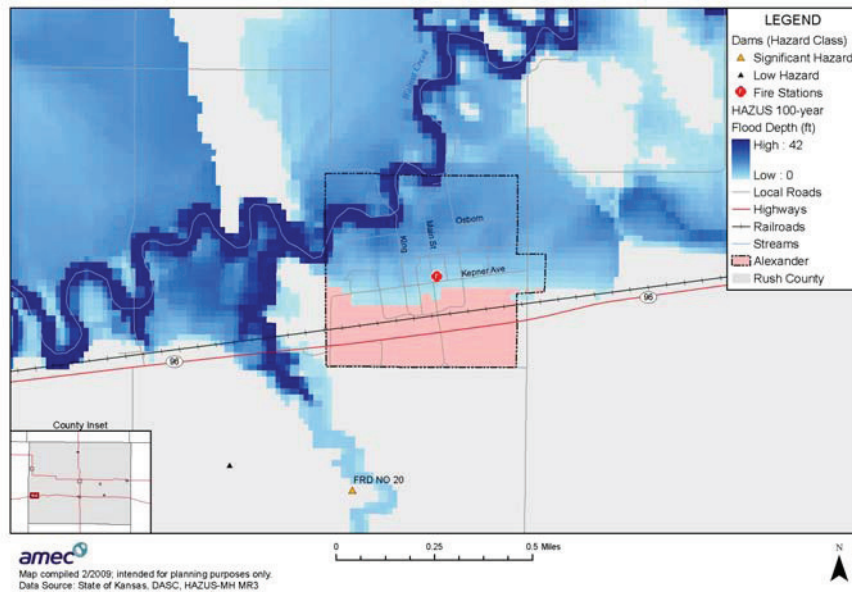 LEGEND
Dams (Hazard Class)
Significant Hazard
Low Hazard
F Fire Stations
HAZUS 100-year
Flood Depth (ft)
High : 42
Low : 0
Local Roads
Highways
Railroads
Streams
Alexander
Rush County
Walnut Creek
Osborn
King
Main St
F
Kepner Ave
96
96
FRD NO 20
County Inset
amec
Map compiled 2/2009; intended for planning purposes only.
Data Source: State of Kansas, DASC, HAZUS-MH MR3
0 0.25 0.5 Miles
N